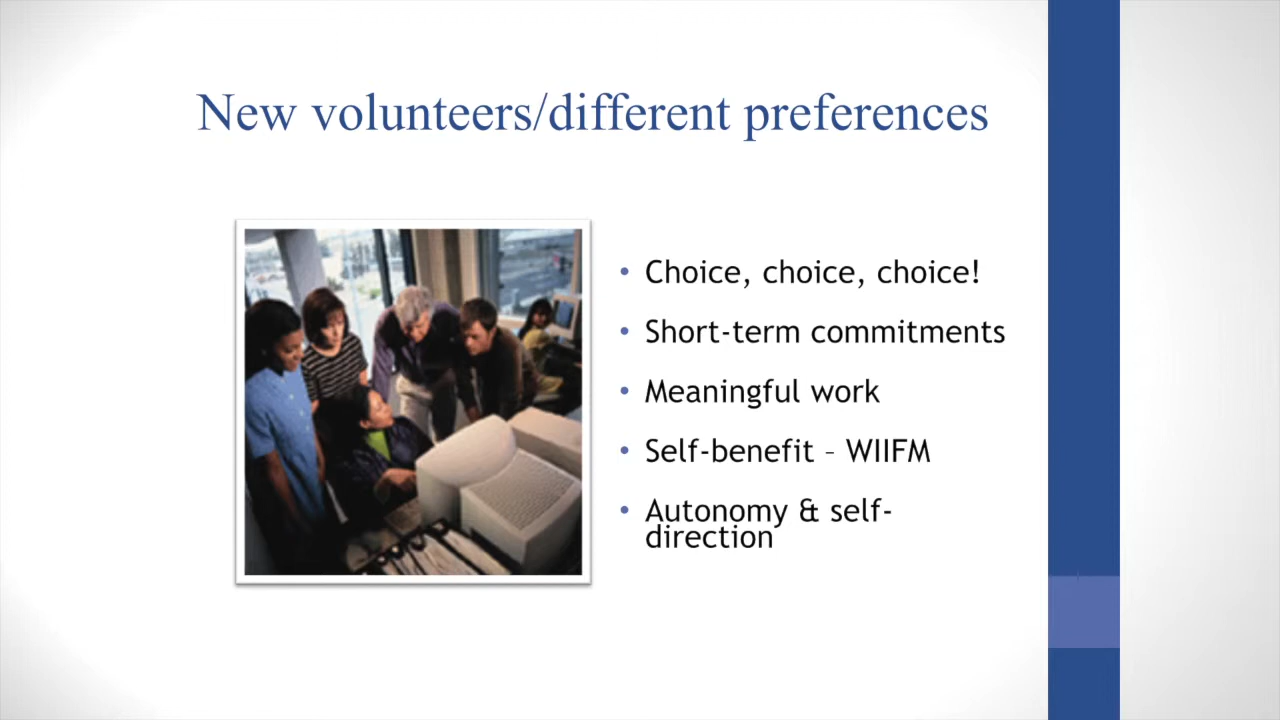 New volunteers/different preferences
• Choice, choice, choice!
• Short-term commitments
• Meaningful work
• Self-benefit – WIIFM
• Autonomy & self-
direction